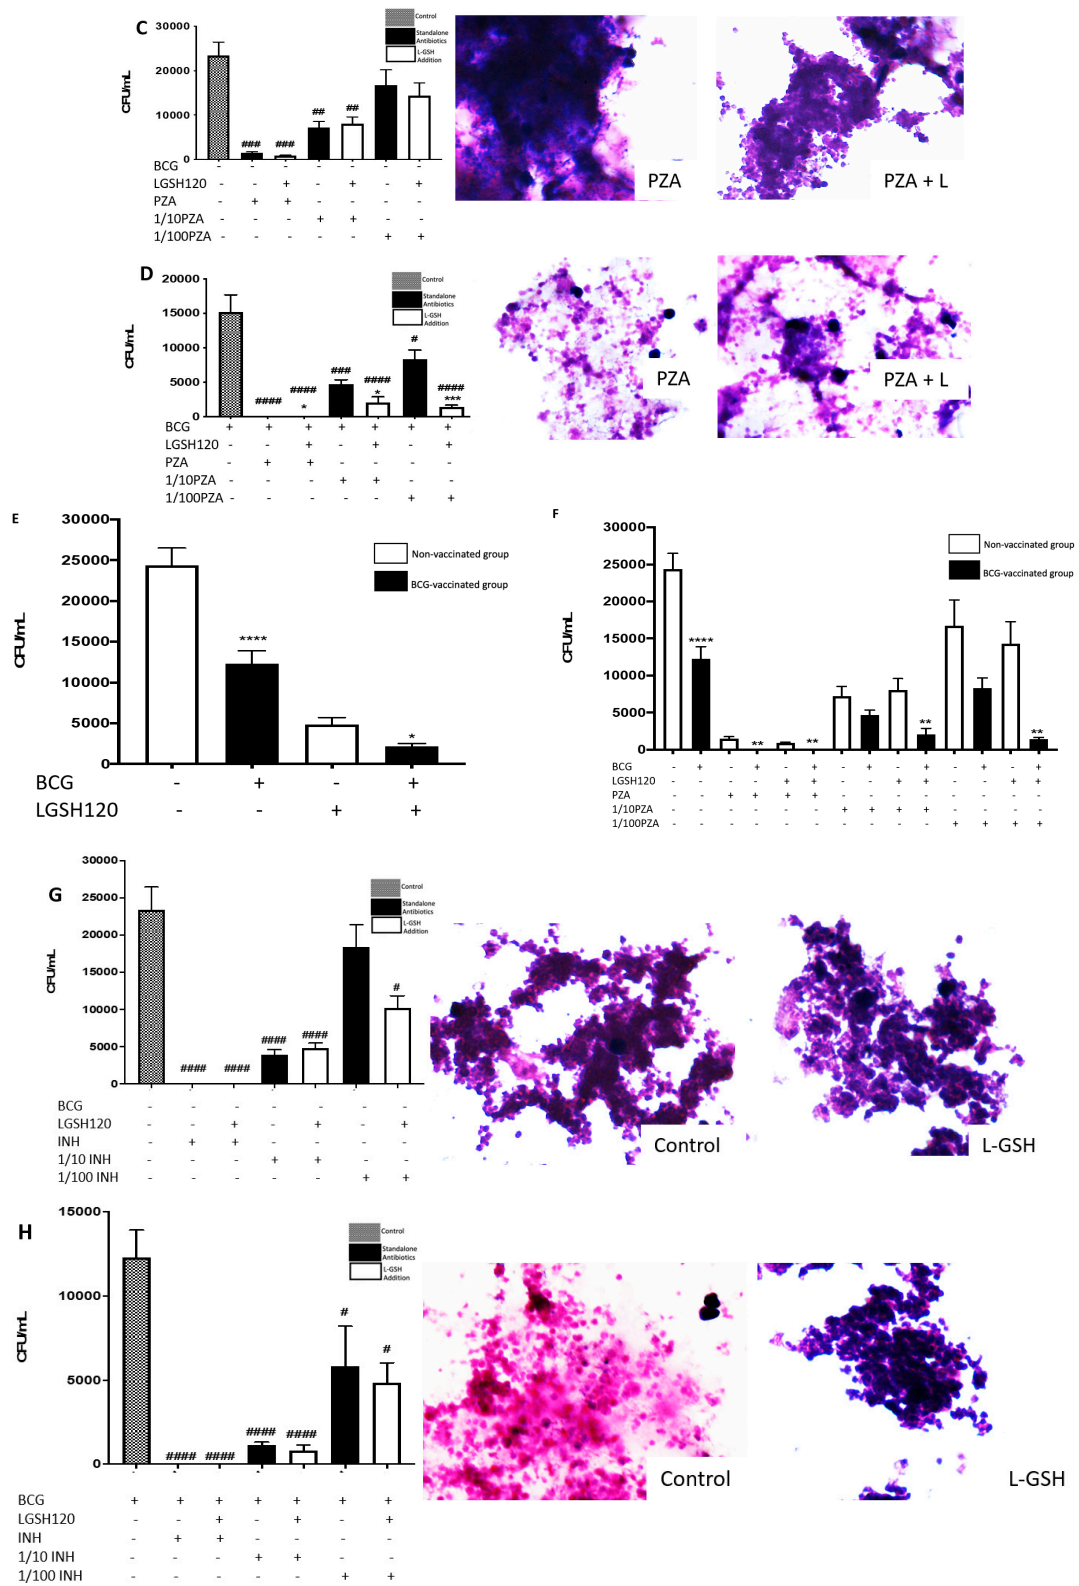 C
30000
20000
10000
0
CFU/mL
Control
Standalone
Antibiotics
L-GSH
Addition
### ### ## ##
BCG - - - - - - -
LGSH120 - - + - + - +
PZA - + + - - - -
1/10PZA - - - + + - -
1/100PZA - - - - - + +
PZA
PZA + L
D
20000
15000
10000
5000
0
CFU/mL
Control
Standalone
Antibiotics
L-GSH
Addition
#### #### ### #### # ####
* * ***
BCG + + + + + + +
LGSH120 - - + - + - +
PZA - + + - - - -
1/10PZA - - - + + - -
1/100PZA - - - - - + +
PZA
PZA + L
E
30000
25000
20000
15000
10000
5000
0
CFU/mL
Non-vaccinated group
BCG-vaccinated group
**** *
BCG - + - +
LGSH120 - - + +
F
30000
25000
20000
15000
10000
5000
0
CFU/mL
Non-vaccinated group
BCG-vaccinated group
**** ** ** ** **
BCG - + - + - + - + - + - + - +
LGSH120 - - - - + + - - + + - - + +
PZA - - + + + + - - - - - - - -
1/10PZA - - - - - - + + + + - - - -
1/100PZA - - - - - - - - - - + + + +
G
30000
25000
20000
15000
10000
5000
0
CFU/mL
Control
Standalone
Antibiotics
L-GSH
Addition
#### #### #### #### #
BCG - - - - - - -
LGSH120 - - + - + - +
INH - + + - - - -
1/10 INH - - - + + - -
1/100 INH - - - - - + +
Control
L-GSH
H
15000
10000
5000
0
CFU/mL
Control
Standalone
Antibiotics
L-GSH
Addition
#### #### #### #### # #
BCG + + + + + + +
LGSH120 - - + - + - +
INH - + + - - - -
1/10 INH - - - + + - -
1/100 INH - - - - - + +
Control
L-GSH